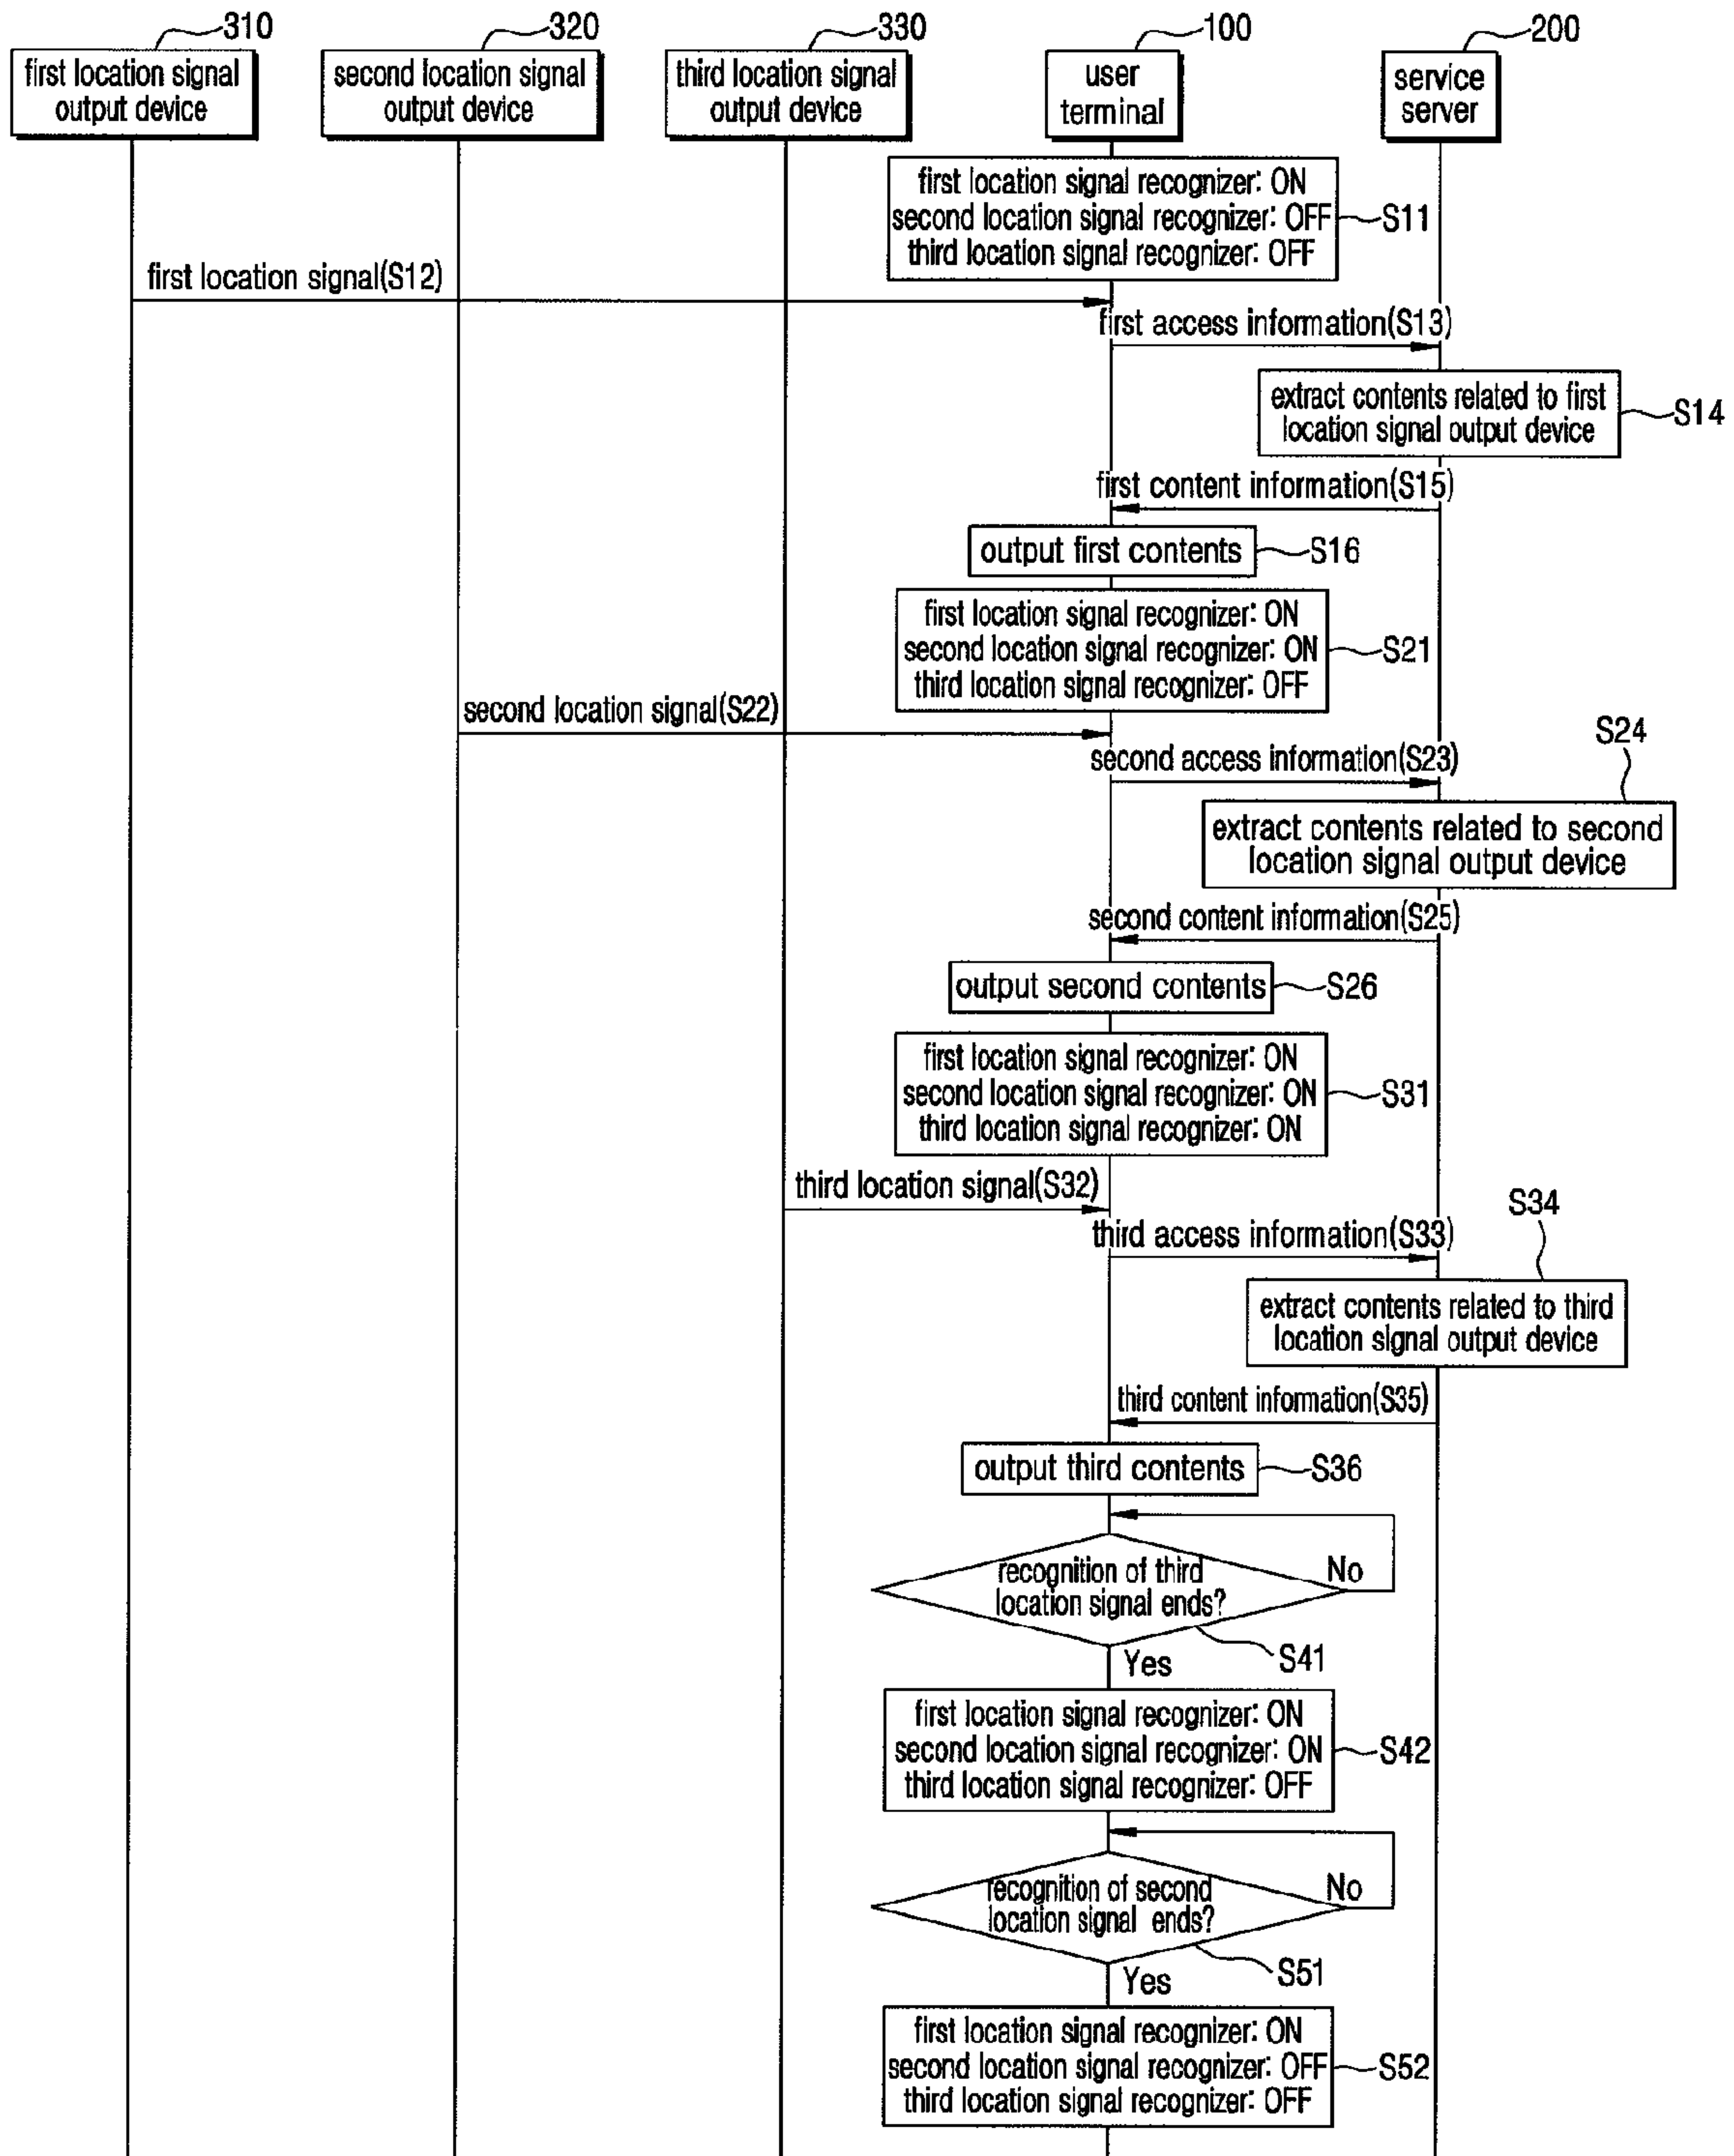 310
320
330
100
200
first location signal
output device
second location signal
output device
third location signal
output device
user
terminal
service
server
first location signal recognizer: ON
second location signal recognizer: OFF
third location signal recognizer: OFF
S11
first location signal(S12)
first access information(S13)
extract contents related to first
location signal output device
S14
first content information(S15)
output first contents
S16
first location signal recognizer: ON
second location signal recognizer: ON
third location signal recognizer: OFF
S21
second location signal(S22)
second access information(S23)
S24
extract contents related to second
location signal output device
second content information(S25)
output second contents
S26
first location signal recognizer: ON
second location signal recognizer: ON
third location signal recognizer: ON
S31
third location signal(S32)
third access information(S33)
S34
extract contents related to third
location signal output device
third content information(S35)
output third contents
S36
recognition of third
location signal ends?
No
S41
Yes
first location signal recognizer: ON
second location signal recognizer: ON
third location signal recognizer: OFF
S42
recognition of second
location signal ends?
No
S51
Yes
first location signal recognizer: ON
second location signal recognizer: OFF
third location signal recognizer: OFF
S52